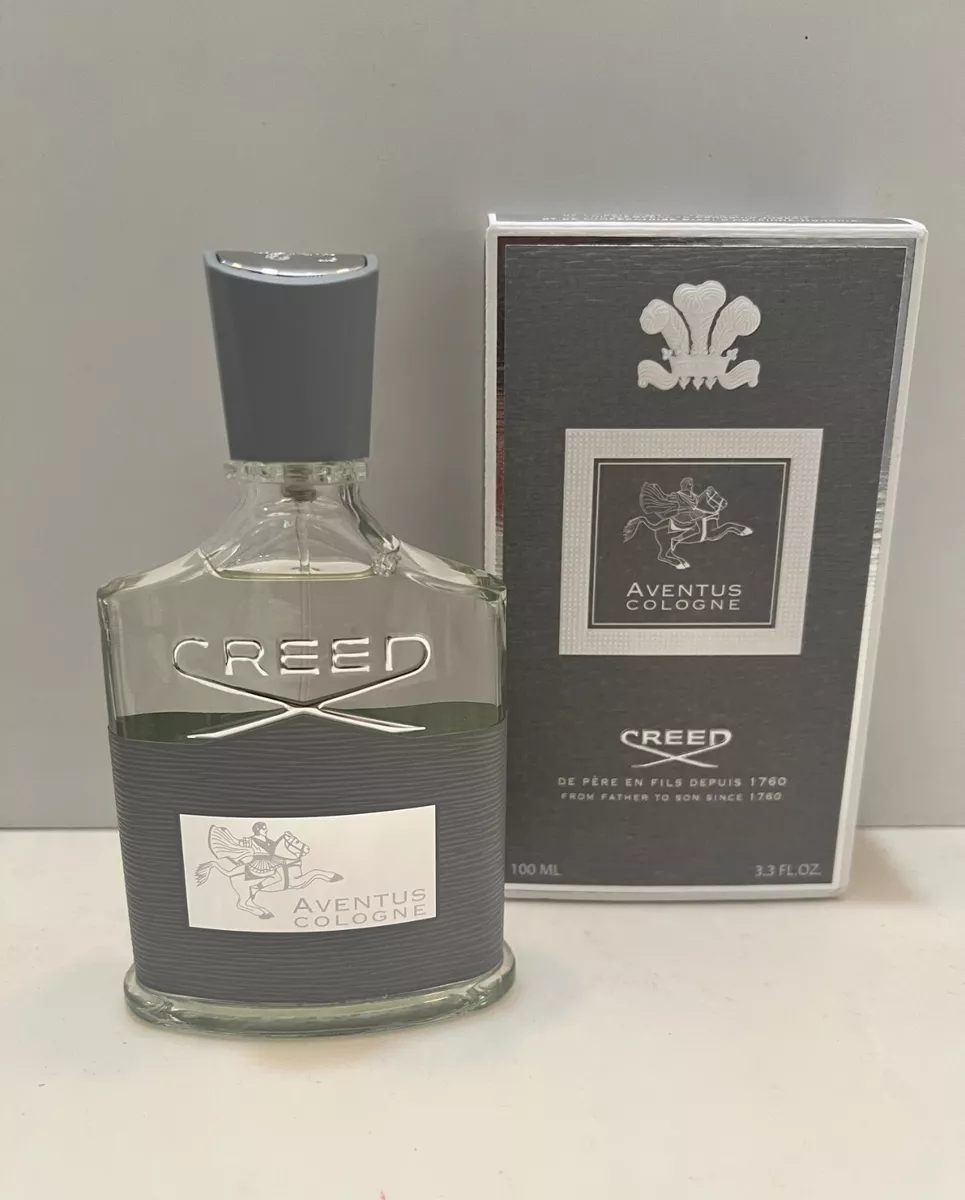 CREED
AVENTUS
COLOGNE
AVENTUS
COLOGNE
CREED
DE PÈRE EN FILS DEPUIS 1760
FROM FATHER TO SON SINCE 1760
100 ML
3.3 FL.OZ.